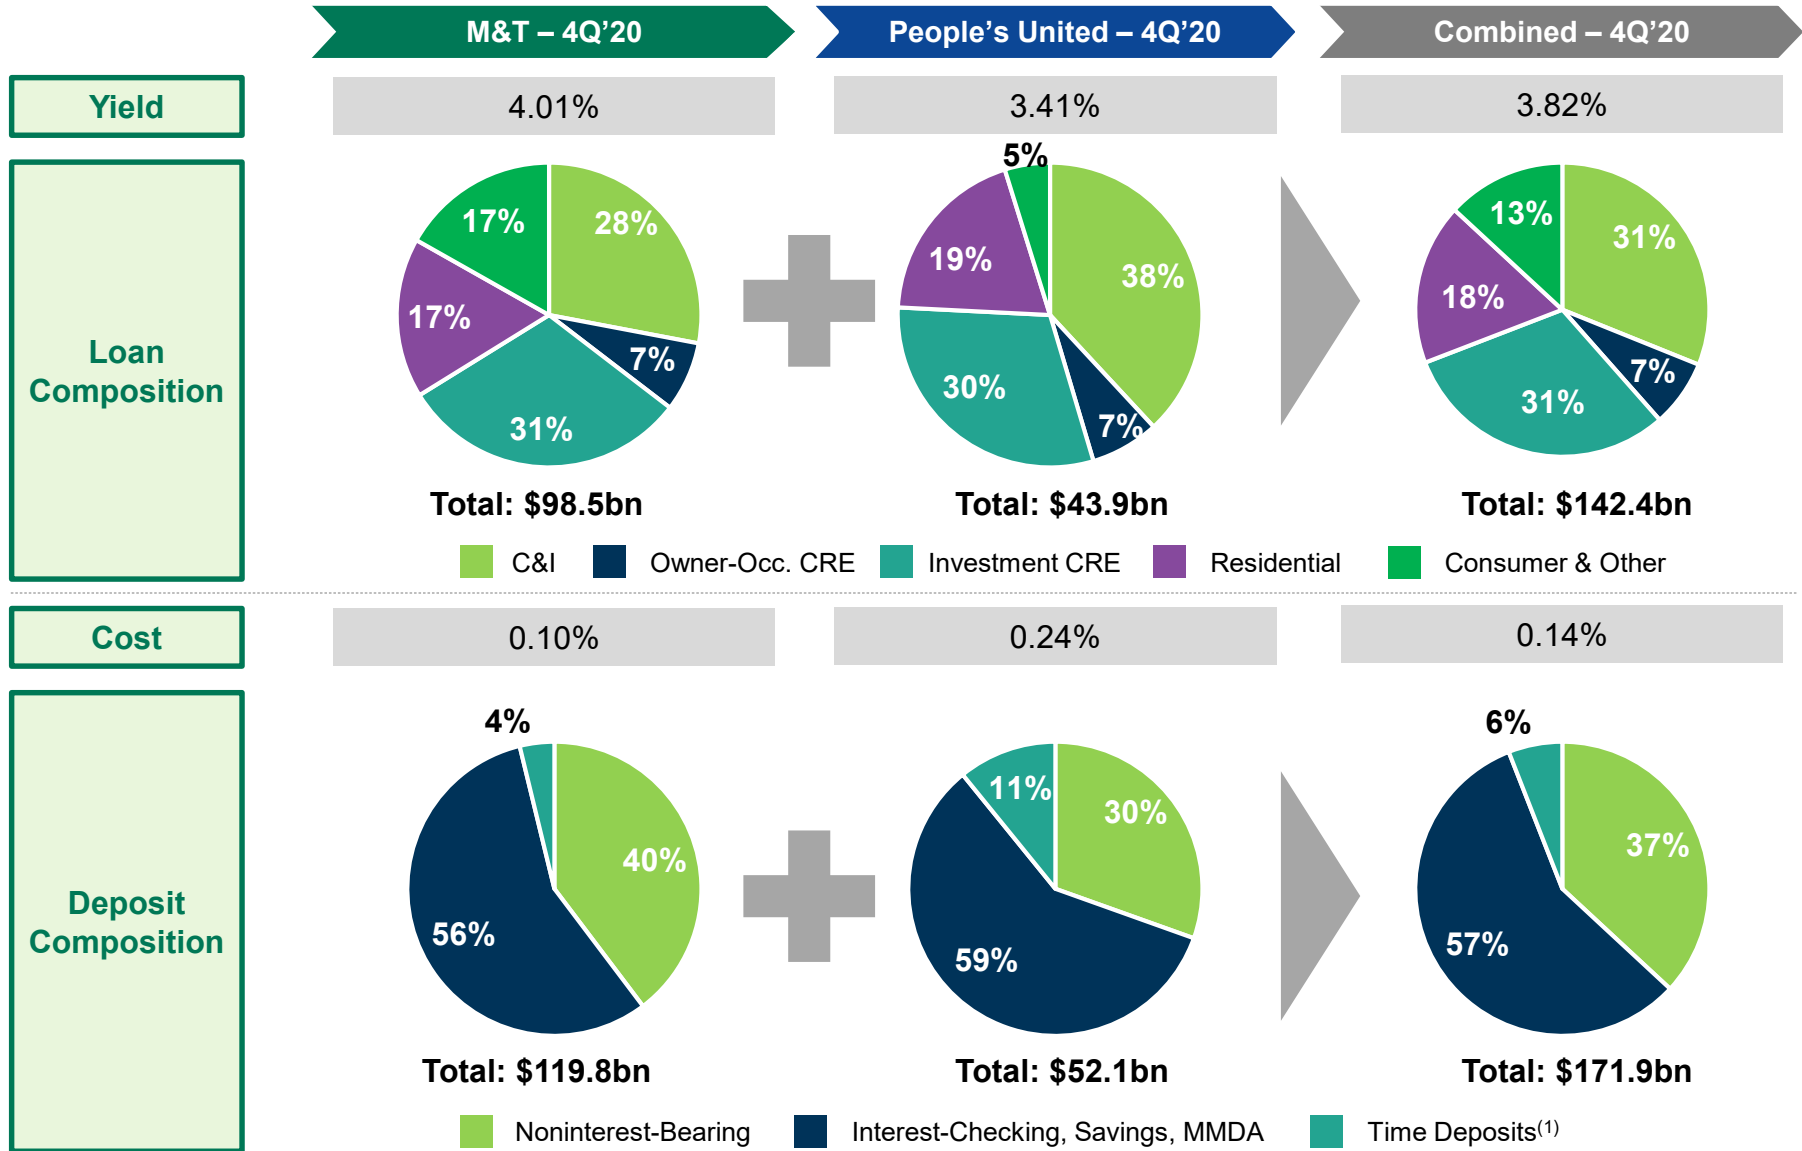 M&T – 4Q’20
People’s United – 4Q’20
Combined – 4Q’20
Yield
4.01%
3.41%
3.82%
Loan
Composition
17%
28%
17%
7%
31%
5%
19%
38%
30%
7%
13%
31%
18%
7%
31%
Total: $98.5bn
Total: $43.9bn
Total: $142.4bn
C&I
Owner-Occ. CRE
Investment CRE
Residential
Consumer & Other
Cost
0.10%
0.24%
0.14%
Deposit
Composition
4%
40%
56%
11%
30%
59%
6%
37%
57%
Total: $119.8bn
Total: $52.1bn
Total: $171.9bn
Noninterest-Bearing
Interest-Checking, Savings, MMDA
Time Deposits(1)